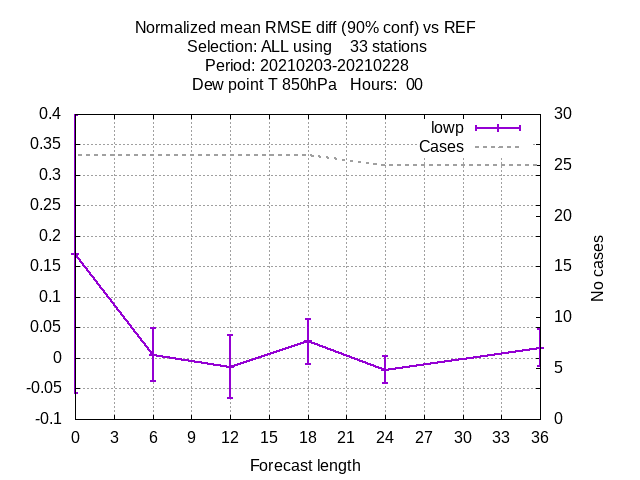 Normalized mean RMSE diff (90% conf) vs REF
Selection: ALL using    33 stations
Period: 20210203-20210228
Dew point T 850hPa   Hours:  00
lowp
Cases
0.4
0.35
0.3
0.25
0.2
0.15
0.1
0.05
0
-0.05
-0.1
30
25
20
15
10
5
0
No cases
0 3 6 9 12 15 18 21 24 27 30 33 36
Forecast length